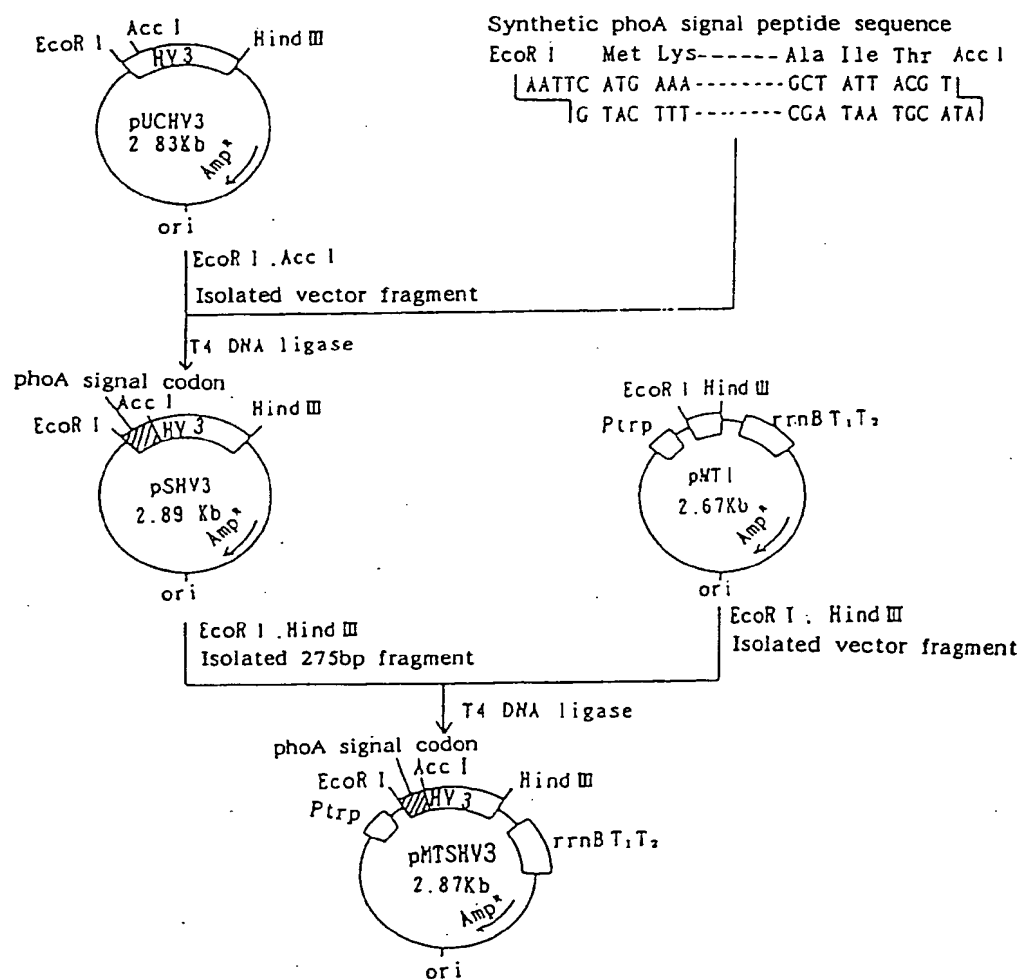 Acc I
EcoR I
Hind III
HV3
pUCHV3
2 83Kb
Amp^R
ori
Synthetic phoA signal peptide sequence
EcoR I Met Lys------Ala Ile Thr Acc I
AATTC ATG AAA--------GCT ATT ACG T
G TAC TTT--------CGA TAA TGC ATA
EcoR I .Acc I
Isolated vector fragment
T4 DNA ligase
phoA signal codon
Acc I
EcoR I
Hind III
HV3
pSHV3
2.89 Kb
Amp^R
ori
EcoR I Hind III
Ptrp
rrnB T₁T₂
pMT1
2.67Kb
Amp^R
ori
EcoR I .Hind III
Isolated 275bp fragment
EcoR I . Hind III
Isolated vector fragment
T4 DNA ligase
phoA signal codon
Acc I
EcoR I
Hind III
Ptrp
HV3
rrnB T₁T₂
pMTSHV3
2.87Kb
Amp^R
ori